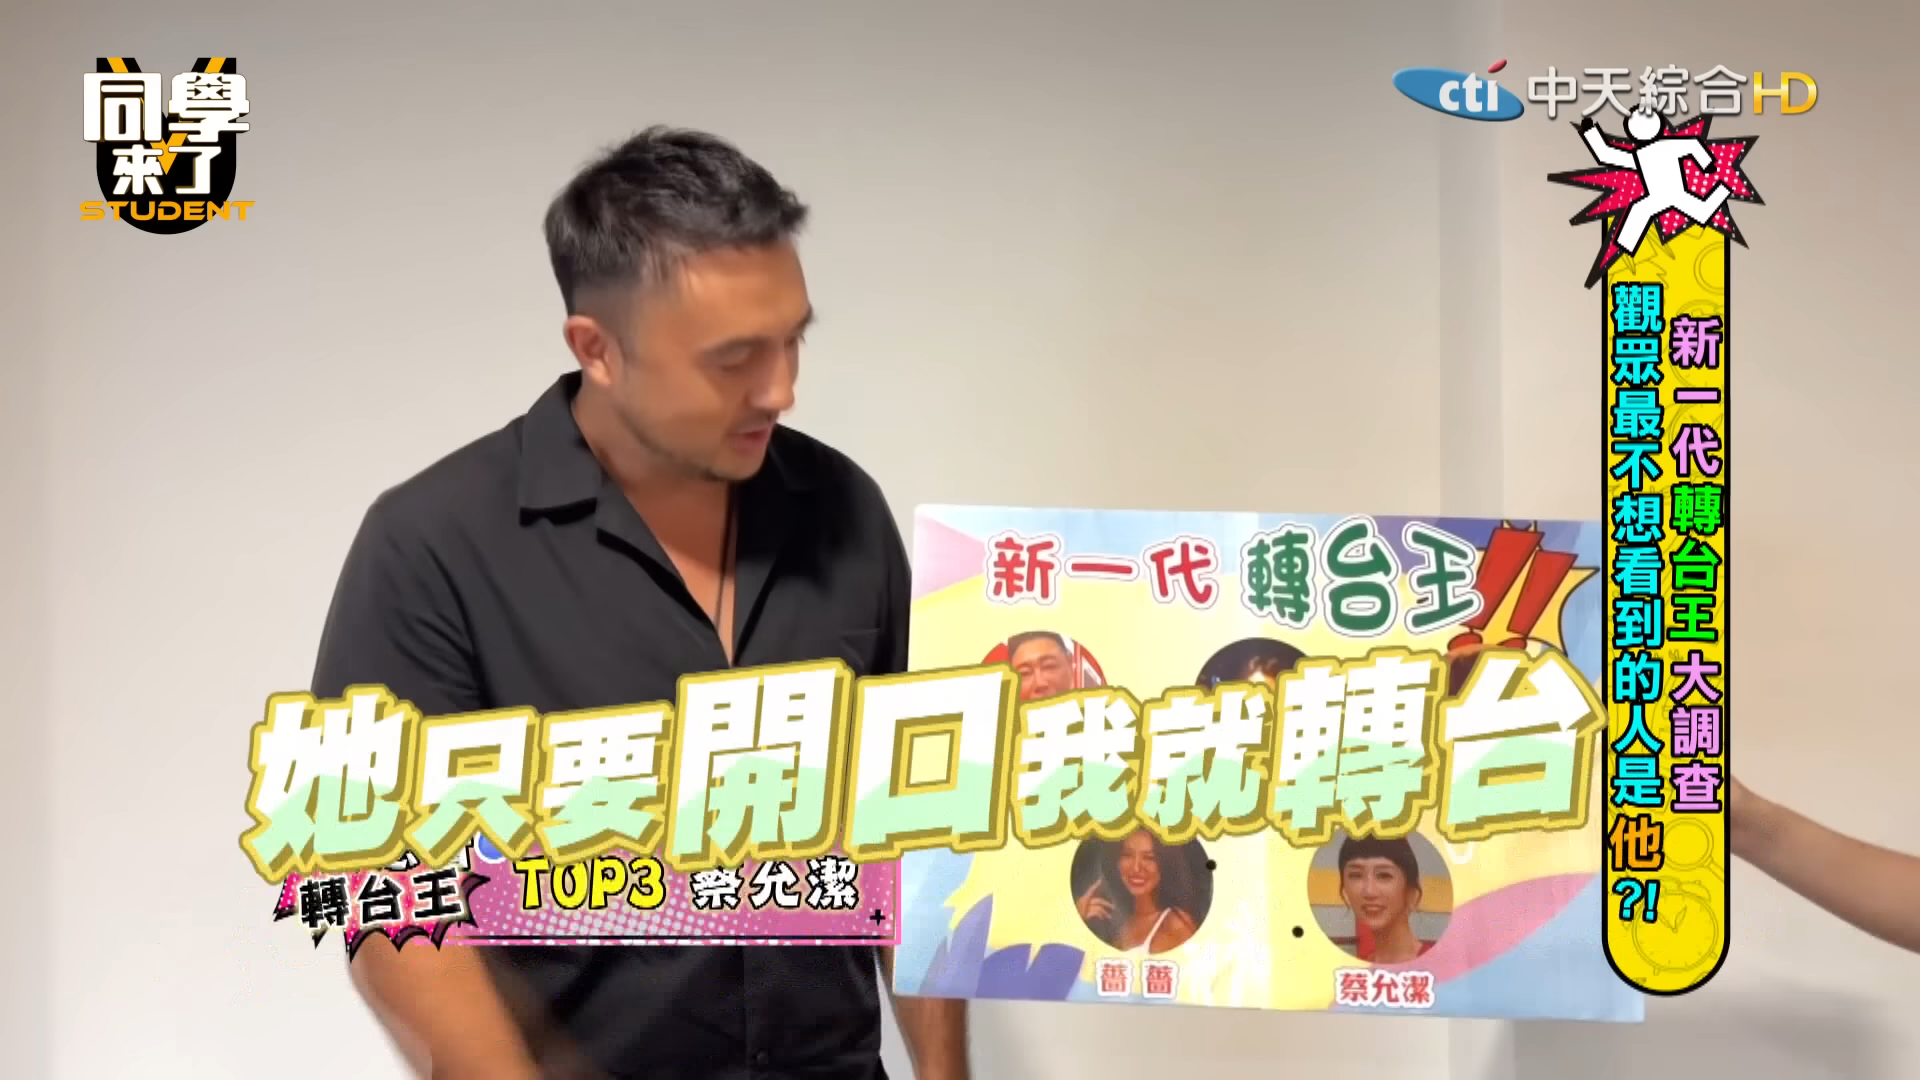 同學
來了
STUDENT
cti 中天綜合HD
新一代轉台王大調查
觀眾最不想看到的人是他?!
新一代 轉台王!!
她只要開口我就轉台
轉台王
TOP3 蔡允潔
薔薔
蔡允潔